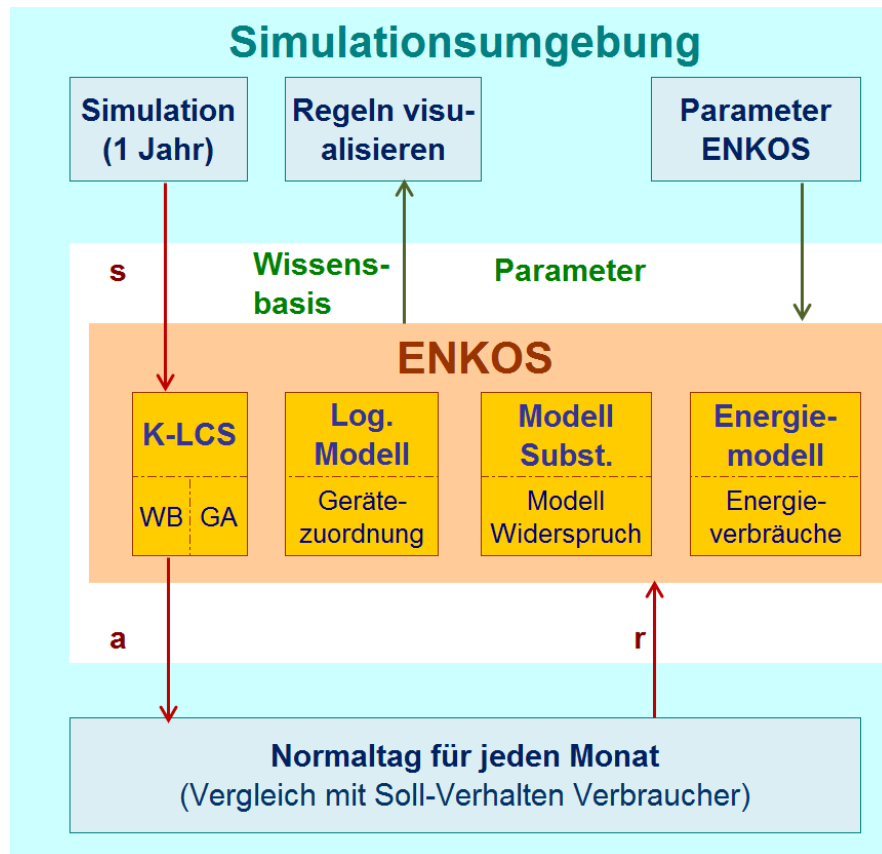 Simulationsumgebung
Simulation
(1 Jahr)
Regeln visu-
alisieren
Parameter
ENKOS
s
Wissens-
basis
Parameter
ENKOS
K-LCS
WB
GA
Log.
Modell
Geräte-
zuordnung
Modell
Subst.
Modell
Widerspruch
Energie-
modell
Energie-
verbräuche
a
r
Normaltag für jeden Monat
(Vergleich mit Soll-Verhalten Verbraucher)